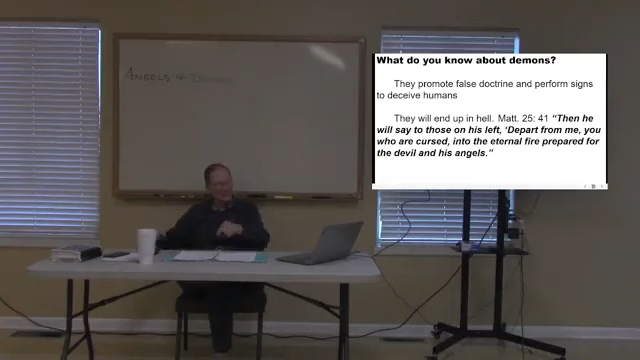 ANGELS &
What do you know about demons?
They promote false doctrine and perform signs
to deceive humans
They will end up in hell. Matt. 25: 41 “Then he
will say to those on his left, ‘Depart from me, you
who are cursed, into the eternal fire prepared for
the devil and his angels.”